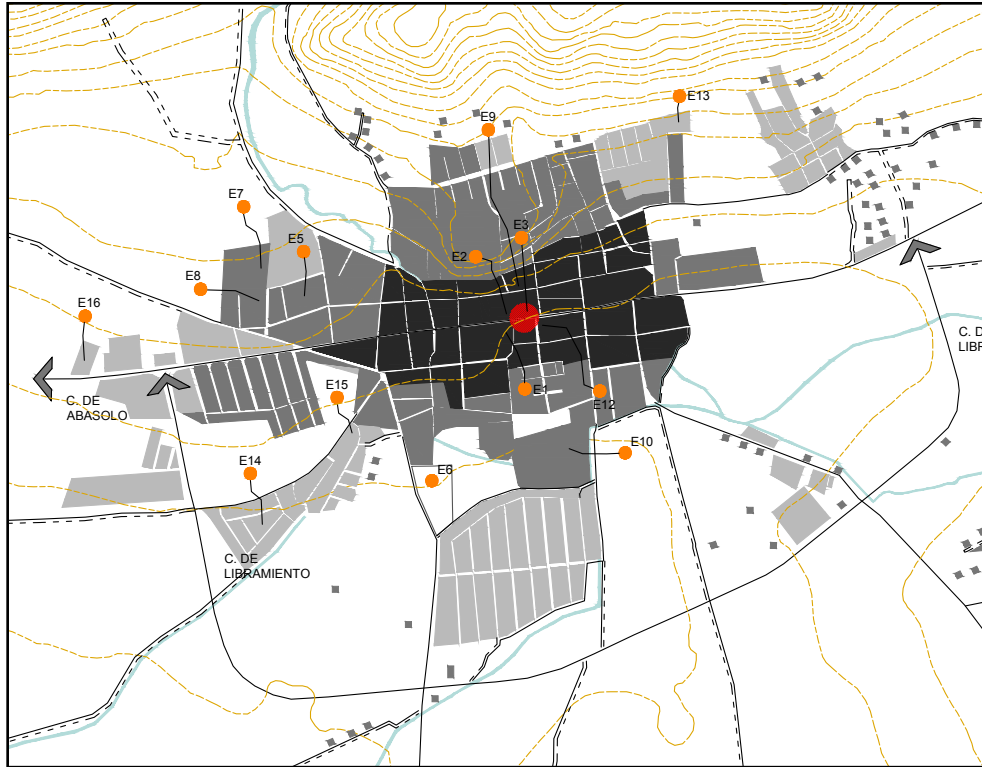 E13
E9
E7
E3
E5
E2
E8
E16
C. D
LIBR
E15
E1
C. DE
ABASOLO
E12
E10
E14
E6
C. DE
LIBRAMIENTO